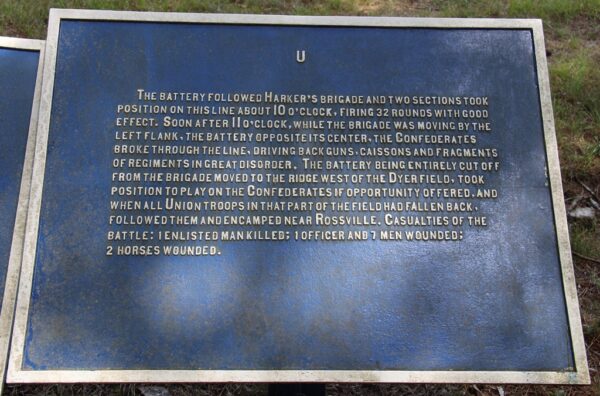 U
THE BATTERY FOLLOWED HARKER'S BRIGADE AND TWO SECTIONS TOOK
POSITION ON THIS LINE ABOUT 10 O'CLOCK, FIRING 32 ROUNDS WITH GOOD
EFFECT. SOON AFTER 11 O'CLOCK, WHILE THE BRIGADE WAS MOVING BY THE
LEFT FLANK, THE BATTERY OPPOSITE ITS CENTER, THE CONFEDERATES
BROKE THROUGH THE LINE, DRIVING BACK GUNS, CAISSONS AND FRAGMENTS
OF REGIMENTS IN GREAT DISORDER. THE BATTERY BEING ENTIRELY CUT OFF
FROM THE BRIGADE MOVED TO THE RIDGE WEST OF THE DYER FIELD, TOOK
POSITION TO PLAY ON THE CONFEDERATES IF OPPORTUNITY OFFERED. AND
WHEN ALL UNION TROOPS IN THAT PART OF THE FIELD HAD FALLEN BACK,
FOLLOWED THEM AND ENCAMPED NEAR ROSSVILLE. CASUALTIES OF THE
BATTLE: 1 ENLISTED MAN KILLED; 1 OFFICER AND 7 MEN WOUNDED;
2 HORSES WOUNDED.